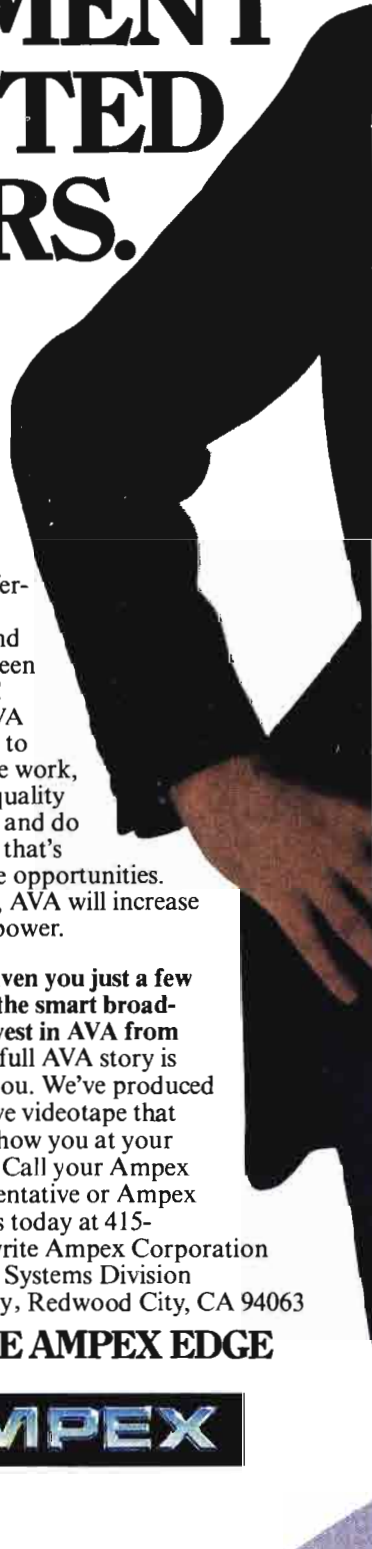 MENT
TED
RS.
er-
nd
een
VA
to
e work,
quality
and do
that's
e opportunities.
, AVA will increase
power.
ven you just a few
the smart broad-
vest in AVA from
full AVA story is
ou. We've produced
ve videotape that
how you at your
Call your Ampex
entative or Ampex
s today at 415-
write Ampex Corporation
Systems Division
y, Redwood City, CA 94063
E AMPEX EDGE
MPEX